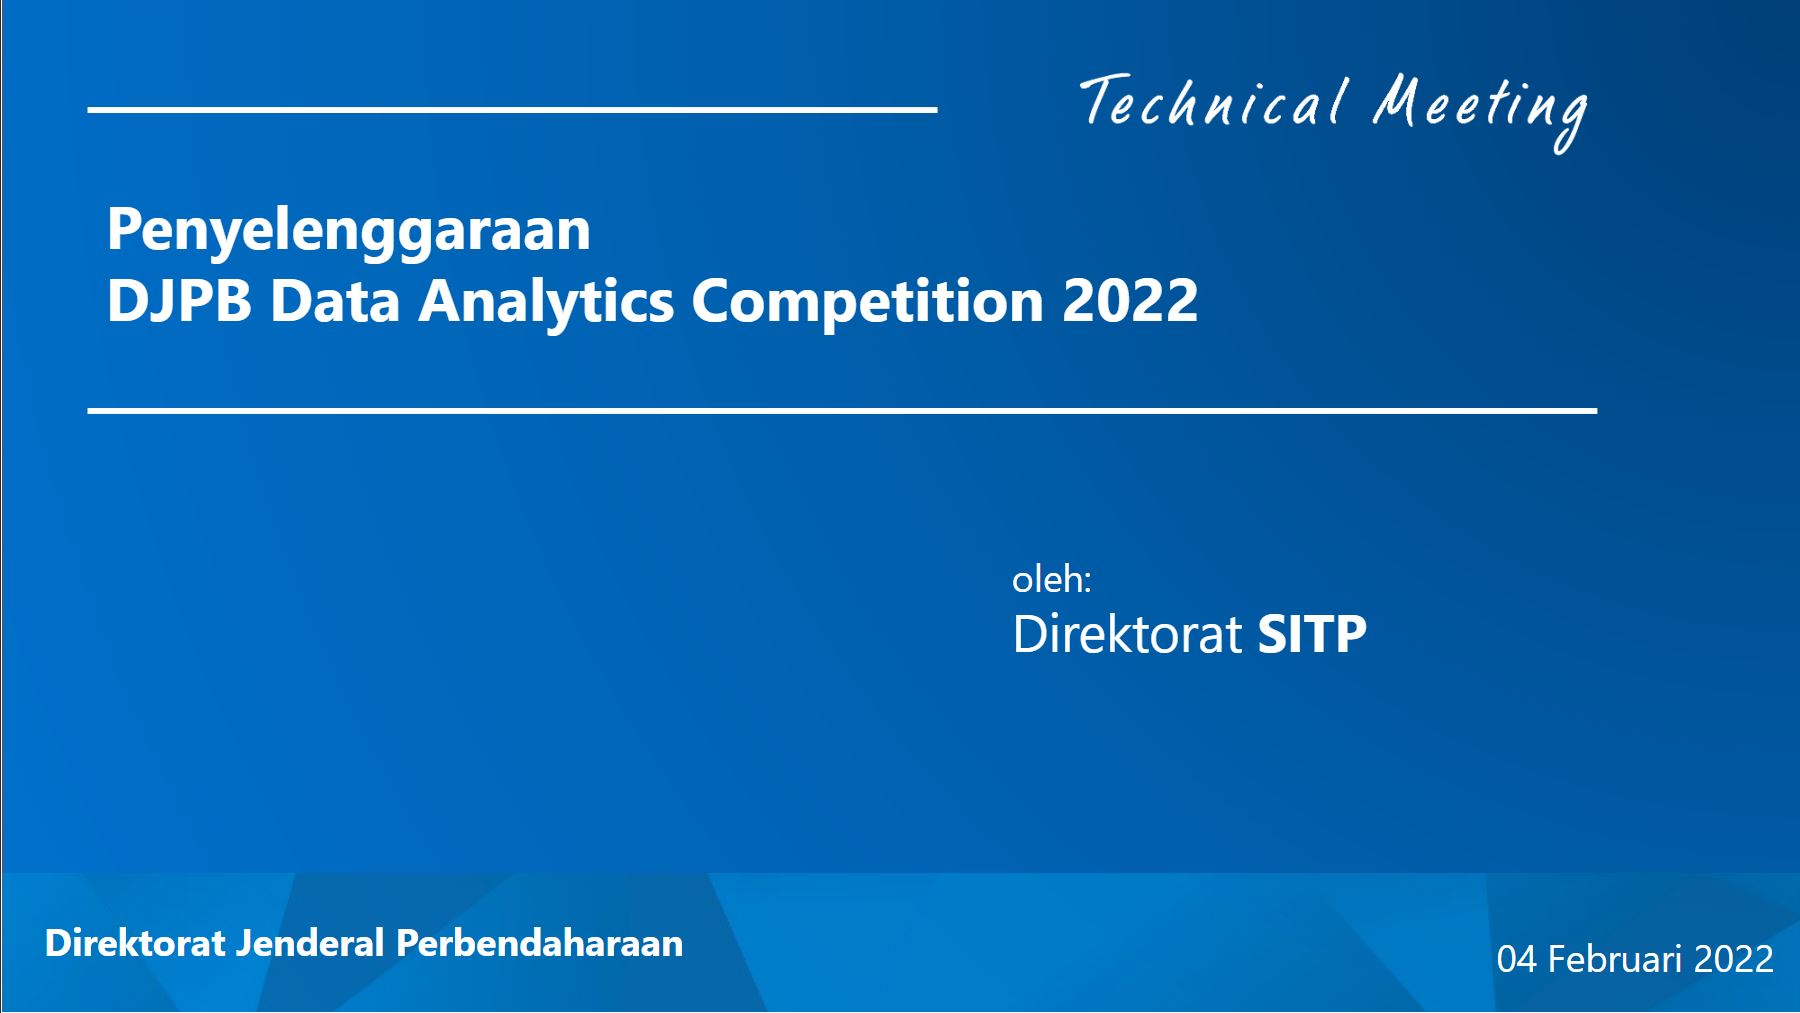 Technical Meeting
Penyelenggaraan
DJPB Data Analytics Competition 2022
oleh:
Direktorat SITP
Direktorat Jenderal Perbendaharaan
04 Februari 2022